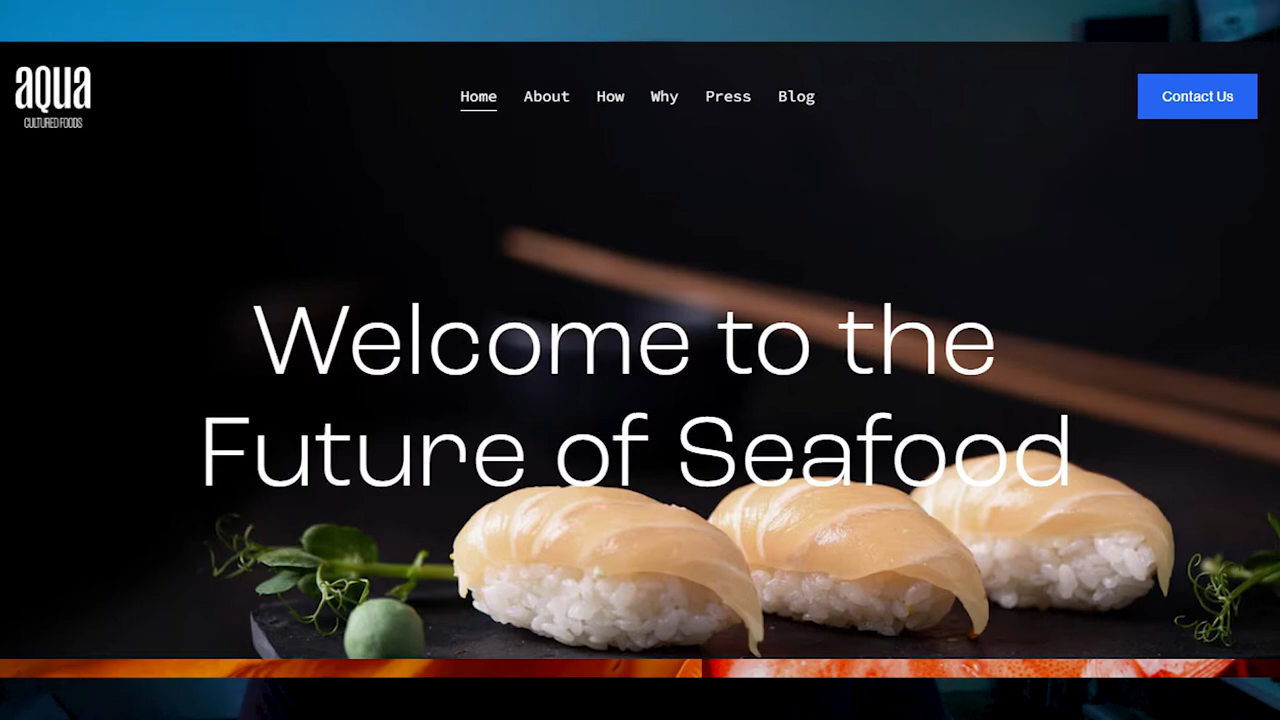 aqua
CULTURED FOODS
Home About How Why Press Blog
Contact Us
Welcome to the
Future of Seafood